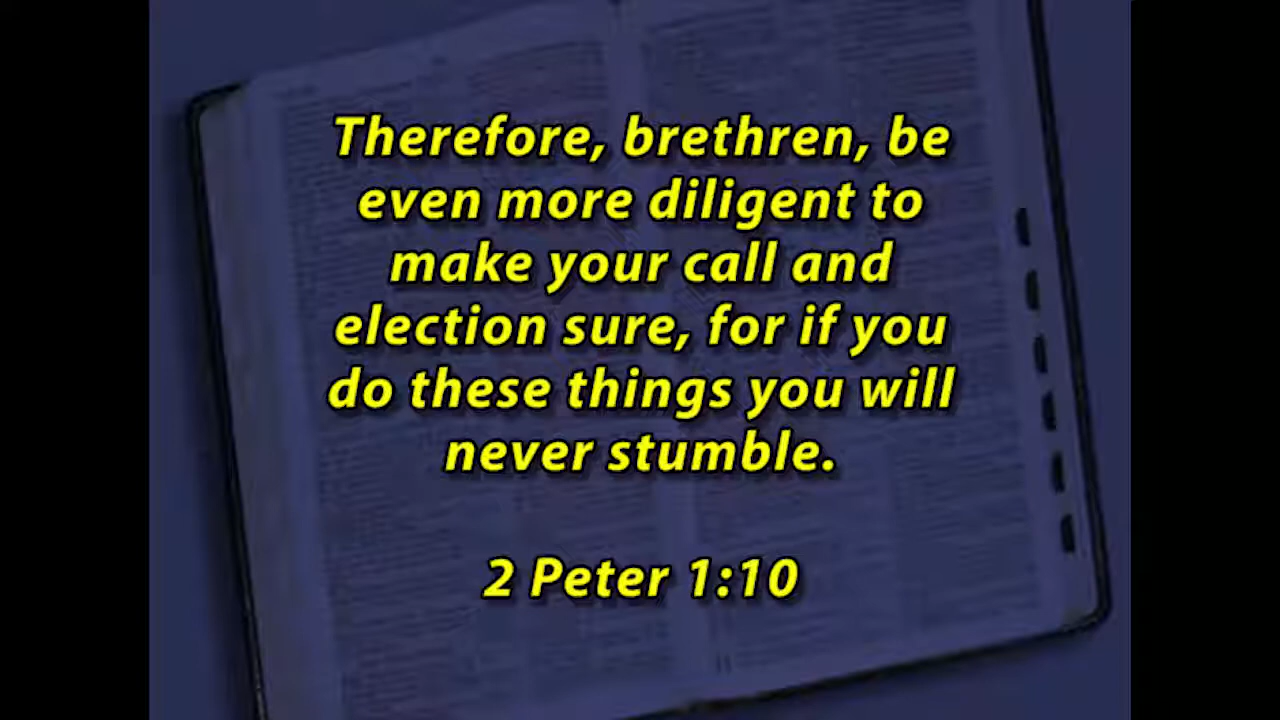 Therefore, brethren, be
even more diligent to
make your call and
election sure, for if you
do these things you will
never stumble.
2 Peter 1:10